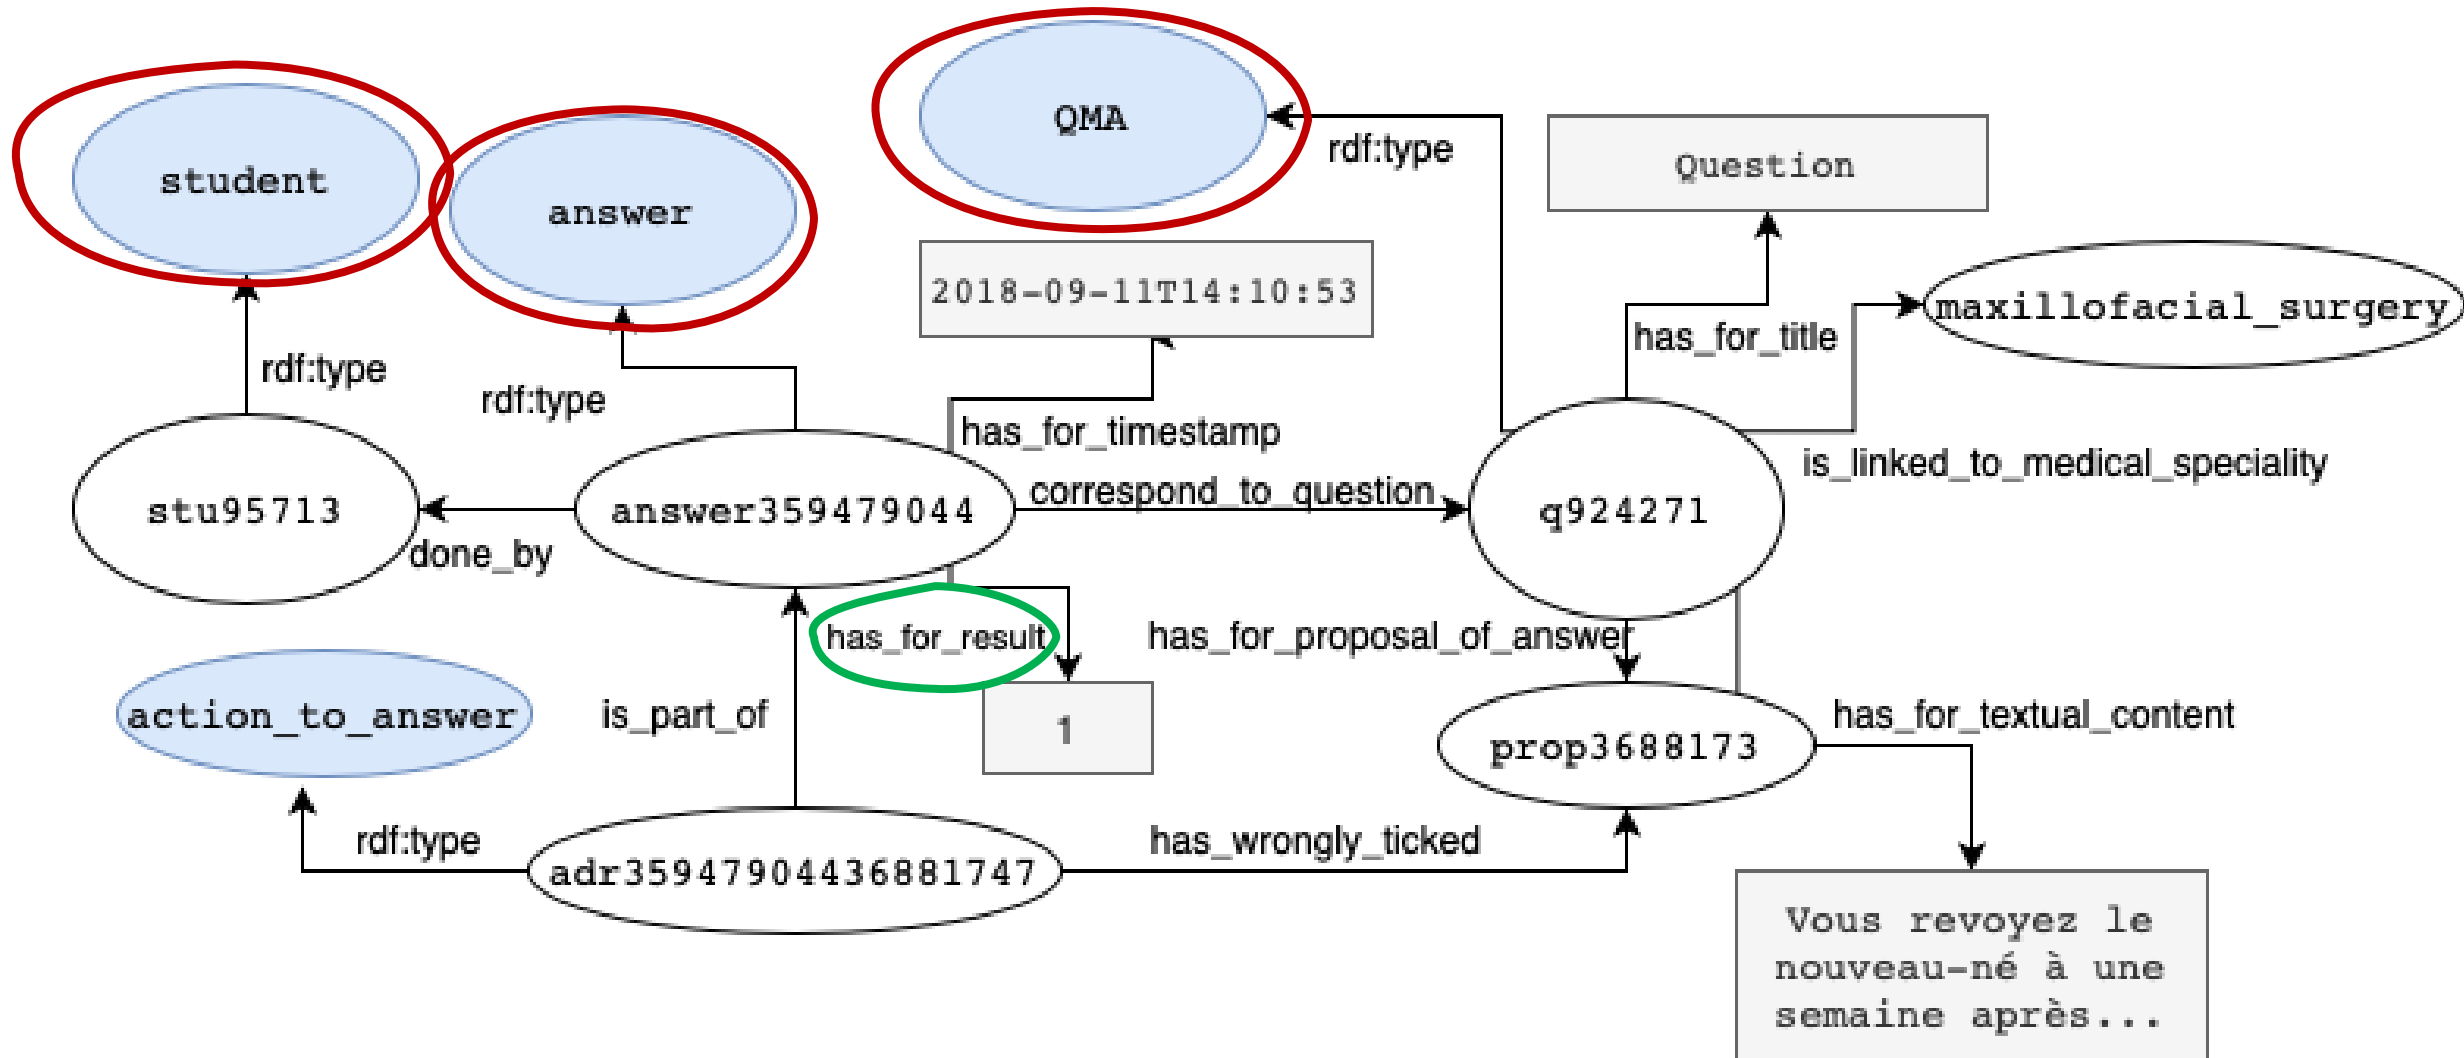 QMA
student
answer
rdf:type
Question
2018-09-11T14:10:53
maxillofacial_surgery
has_for_title
rdf:type
rdf:type
has_for_timestamp
is_linked_to_medical_speciality
correspond_to_question
stu95713
answer359479044
q924271
done_by
has_for_result
has_for_proposal_of_answer
action_to_answer
is_part_of
1
has_for_textual_content
prop3688173
rdf:type
has_wrongly_ticked
adr35947904436881747
Vous revoyez le
nouveau-né à une
semaine après...